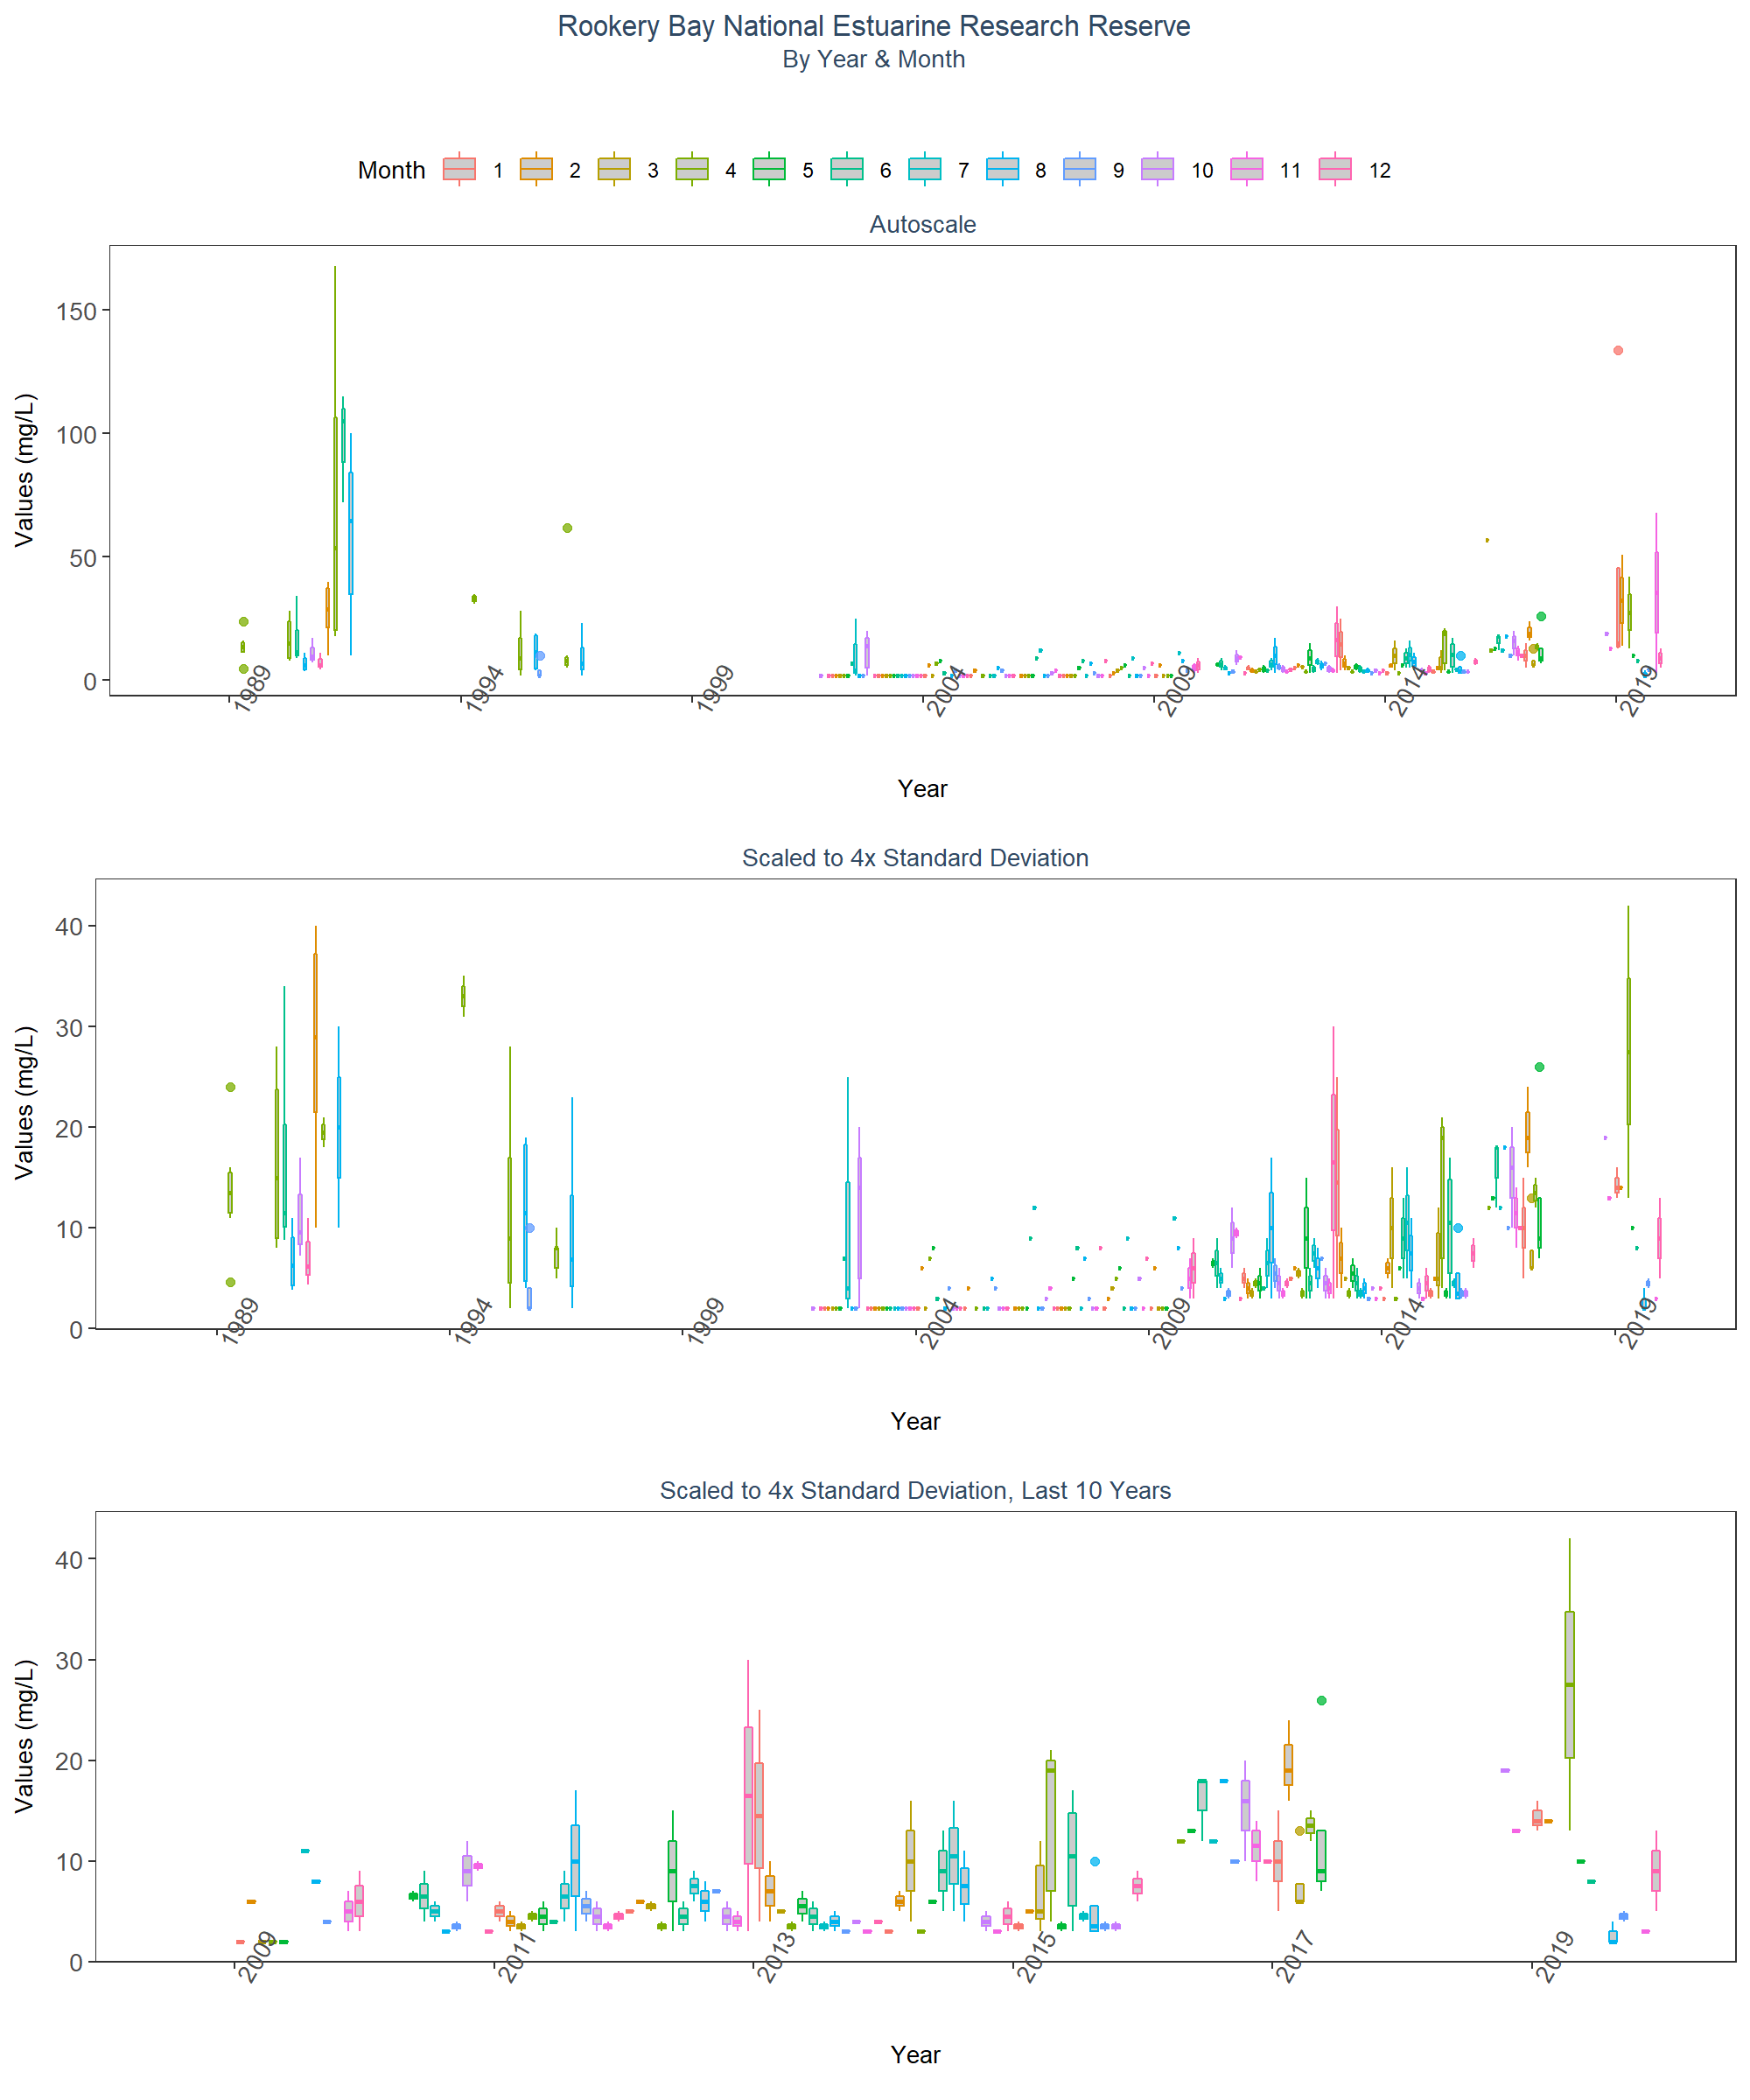 Rookery Bay National Estuarine Research Reserve
By Year & Month
Month 1 2 3 4 5 6 7 8 9 10 11 12
Autoscale
Values (mg/L)
150
100
50
0
1989 1994 1999 2004 2009 2014 2019
Year
Scaled to 4x Standard Deviation
Values (mg/L)
40
30
20
10
0
1989 1994 1999 2004 2009 2014 2019
Year
Scaled to 4x Standard Deviation, Last 10 Years
Values (mg/L)
40
30
20
10
0
2009 2011 2013 2015 2017 2019
Year